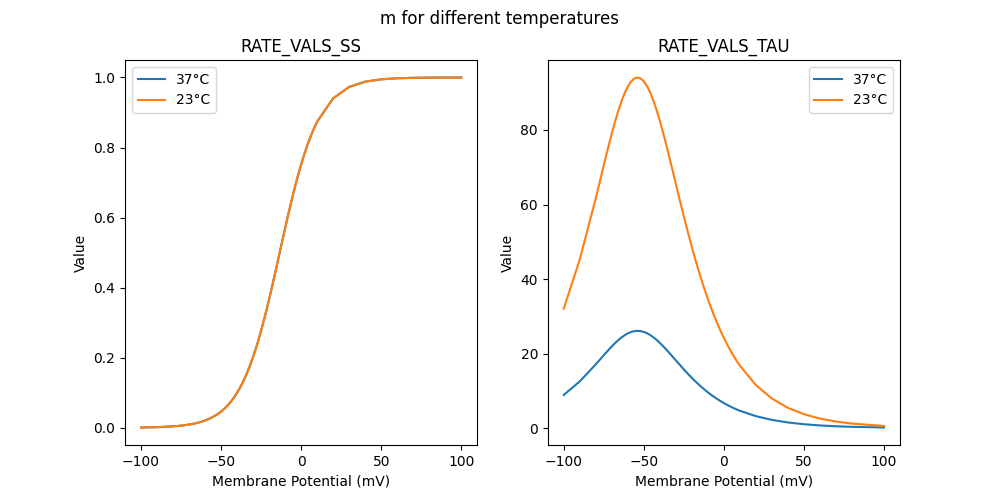 m for different temperatures
RATE_VALS_SS
37°C
23°C
1.0
0.8
0.6
0.4
0.2
0.0
Value
−100
−50
0
50
100
Membrane Potential (mV)
RATE_VALS_TAU
37°C
23°C
80
60
40
20
0
Value
−100
−50
0
50
100
Membrane Potential (mV)